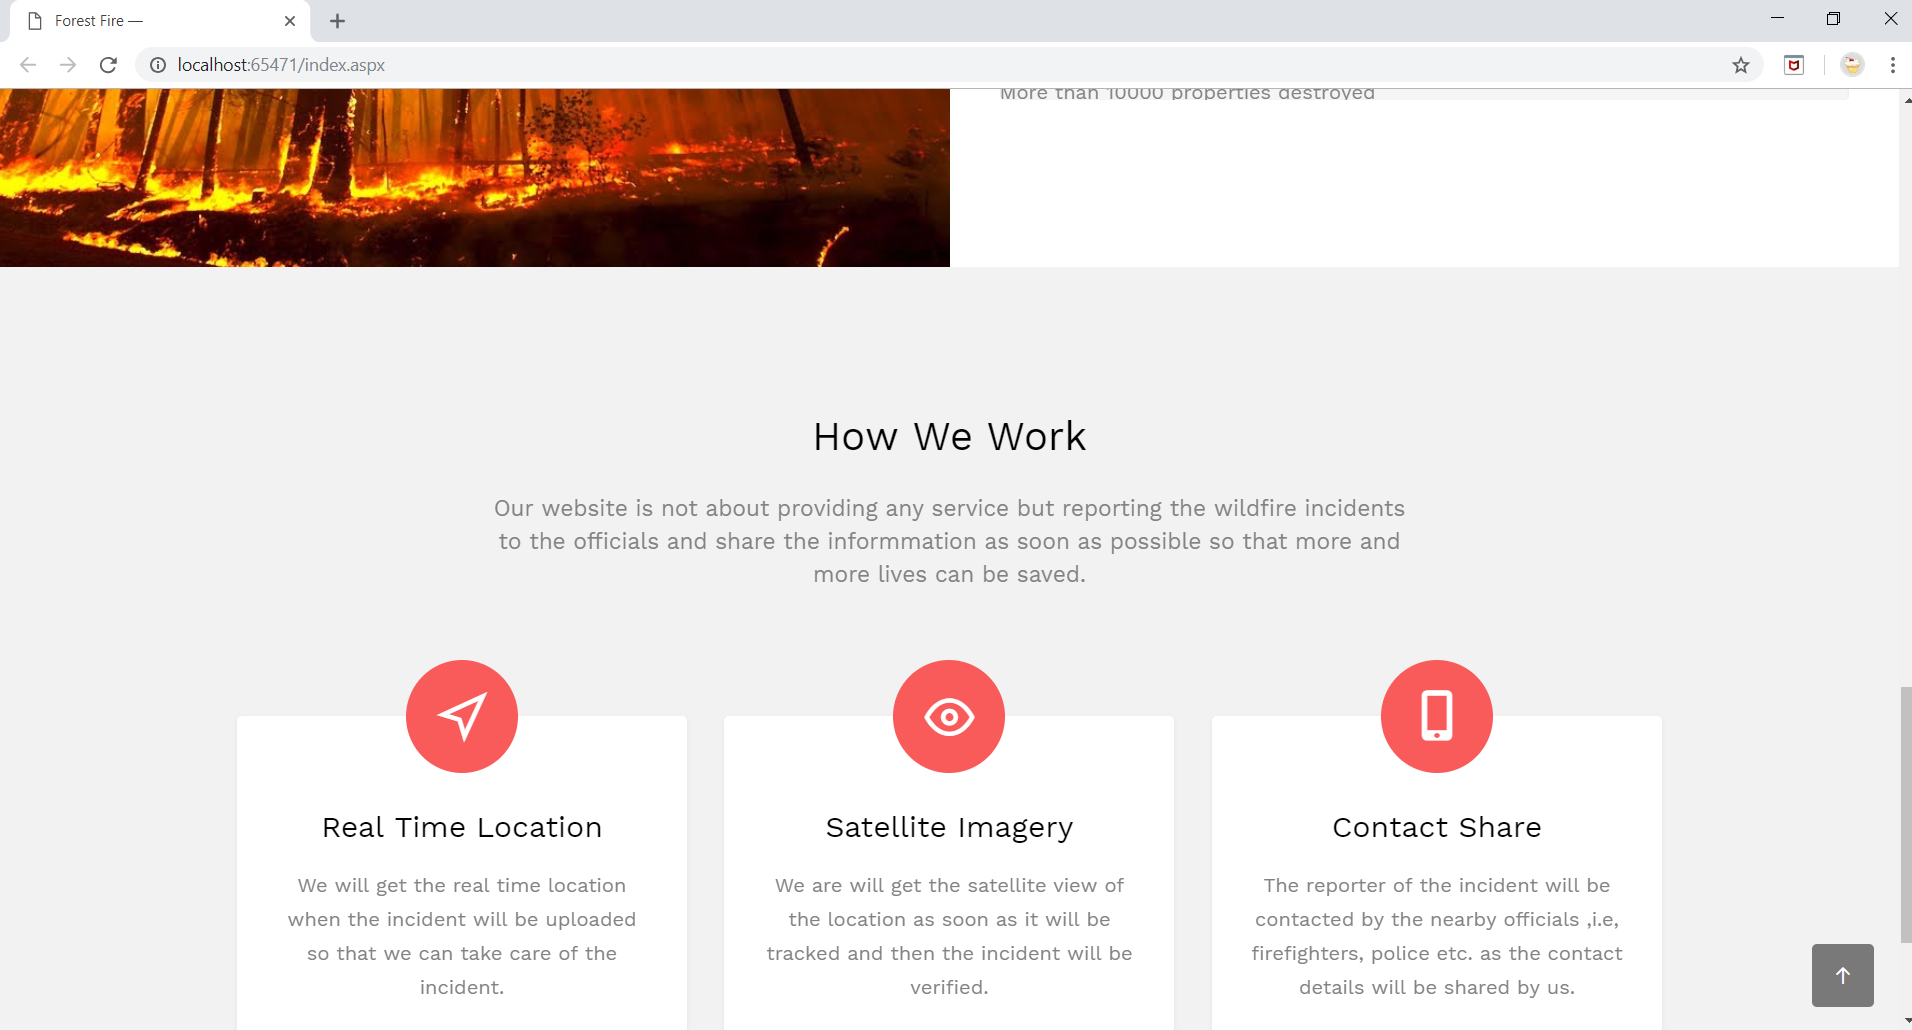 Forest Fire —
localhost:65471/index.aspx
More than 10000 properties destroyed
How We Work
Our website is not about providing any service but reporting the wildfire incidents
to the officials and share the informmation as soon as possible so that more and
more lives can be saved.
Real Time Location
We will get the real time location
when the incident will be uploaded
so that we can take care of the
incident.
Satellite Imagery
We are will get the satellite view of
the location as soon as it will be
tracked and then the incident will be
verified.
Contact Share
The reporter of the incident will be
contacted by the nearby officials ,i.e,
firefighters, police etc. as the contact
details will be shared by us.